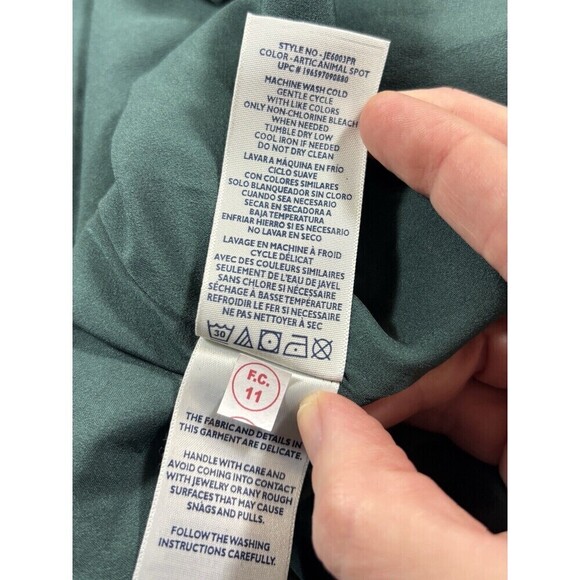 STYLE NO - JE6003PR
COLOR - ARTIC ANIMAL SPOT
UPC # 196597090880
MACHINE WASH COLD
GENTLE CYCLE
WITH LIKE COLORS
ONLY NON-CHLORINE BLEACH
WHEN NEEDED
TUMBLE DRY LOW
COOL IRON IF NEEDED
DO NOT DRY CLEAN
LAVAR A MÁQUINA EN FRÍO
CICLO SUAVE
CON COLORES SIMILARES
SOLO BLANQUEADOR SIN CLORO
CUANDO SEA NECESARIO
SECAR EN SECADORA A
BAJA TEMPERATURA
ENFRIAR HIERRO SI ES NECESARIO
NO LAVAR EN SECO
LAVAGE EN MACHINE À FROID
CYCLE DÉLICAT
AVEC DES COULEURS SIMILAIRES
SEULEMENT DE L'EAU DE JAVEL
SANS CHLORE SI NÉCESSAIRE
SÉCHAGE À BASSE TEMPÉRATURE
REFROIDIR LE FER SI NÉCESSAIRE
NE PAS NETTOYER À SEC
30
F.C.
11
THE FABRIC AND DETAILS IN
THIS GARMENT ARE DELICATE.
HANDLE WITH CARE AND
AVOID COMING INTO CONTACT
WITH JEWELRY OR ANY ROUGH
SURFACES THAT MAY CAUSE
SNAGS AND PULLS.
FOLLOW THE WASHING
INSTRUCTIONS CAREFULLY.